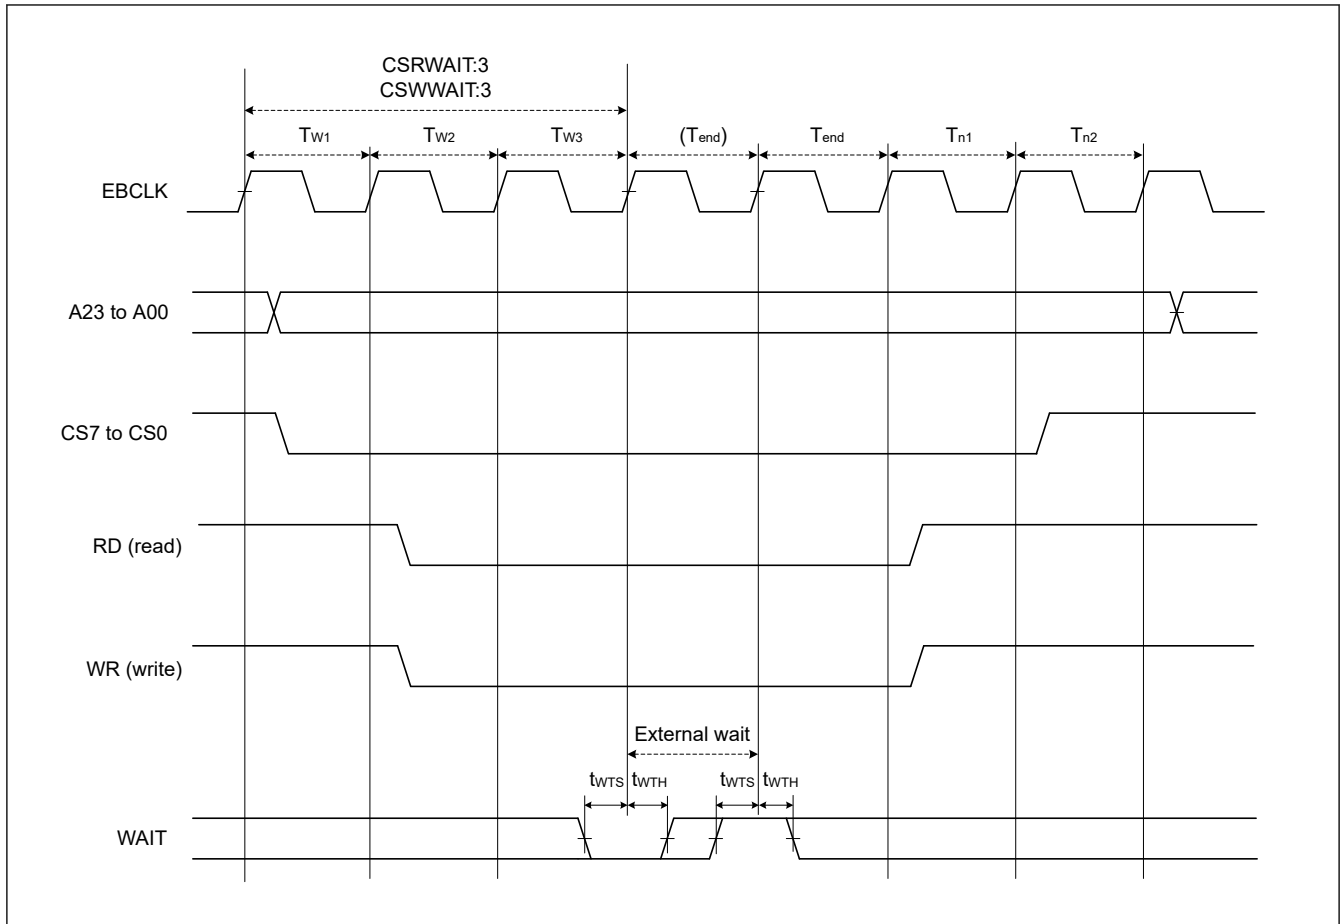 CSRWAIT:3
CSWWAIT:3
TW1 TW2 TW3 (Tend) Tend Tn1 Tn2
EBCLK
A23 to A00
CS7 to CS0
RD (read)
WR (write)
External wait
tWTS tWTH tWTS tWTH
WAIT